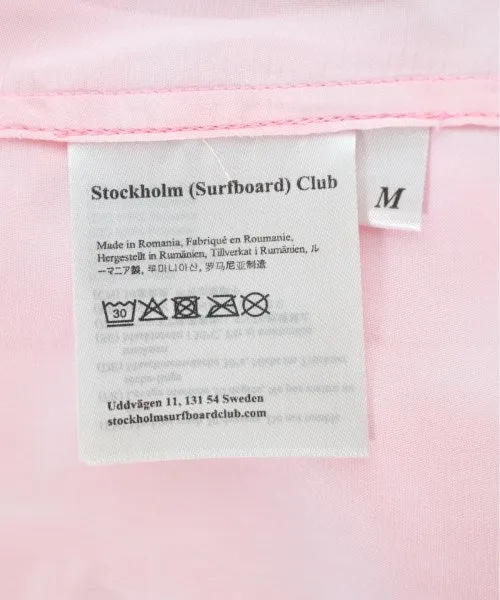 Stockholm (Surfboard) Club
M
Made in Romania, Fabriqué en Roumanie,
Hergestellt in Rumänien, Tillverkat i Rumänien, ル
ーマニア製, 루마니아산, 罗马尼亚制造
30
Uddvägen 11, 131 54 Sweden
stockholmsurfboardclub.com